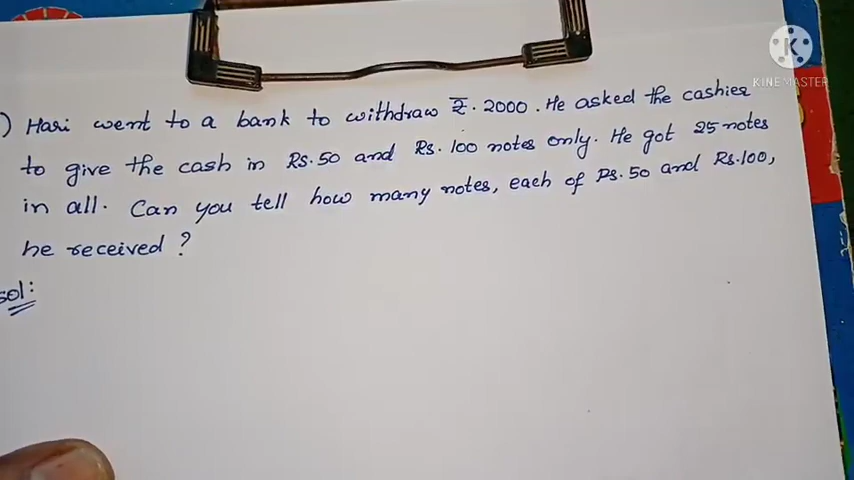 K
KINEMASTER
) Hari went to a bank to withdraw ₹. 2000. He asked the cashier
to give the cash in Rs.50 and Rs.100 notes only. He got 25 notes
in all. Can you tell how many notes, each of Rs.50 and Rs.100,
he received?
sol: